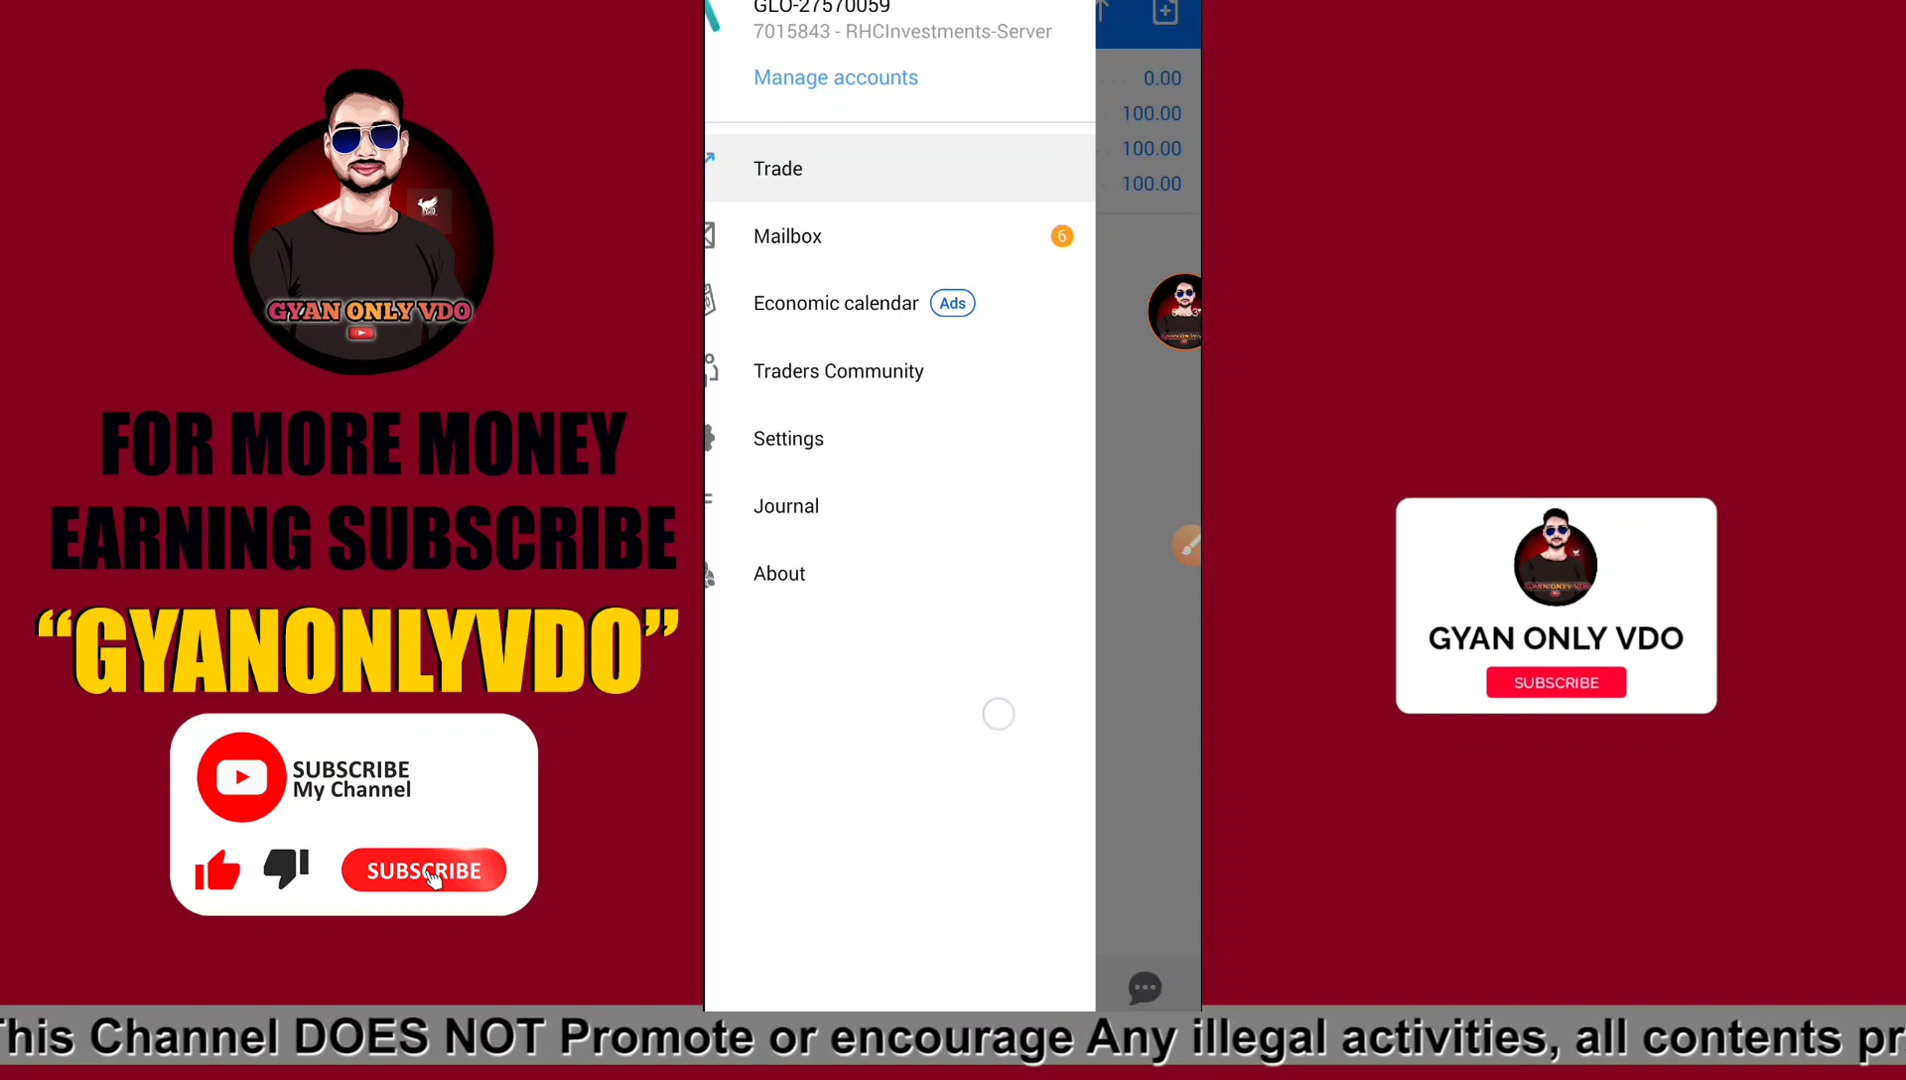 GYAN ONLY VDO
FOR MORE MONEY
EARNING SUBSCRIBE
“GYANONLYVDO”
SUBSCRIBE
My Channel
SUBSCRIBE
GLO-27570059
7015843 - RHCInvestments-Server
Manage accounts
Trade
Mailbox
6
Economic calendar
Ads
Traders Community
Settings
Journal
About
0.00
100.00
100.00
100.00
GYAN ONLY VDO
SUBSCRIBE
This Channel DOES NOT Promote or encourage Any illegal activities, all contents pr